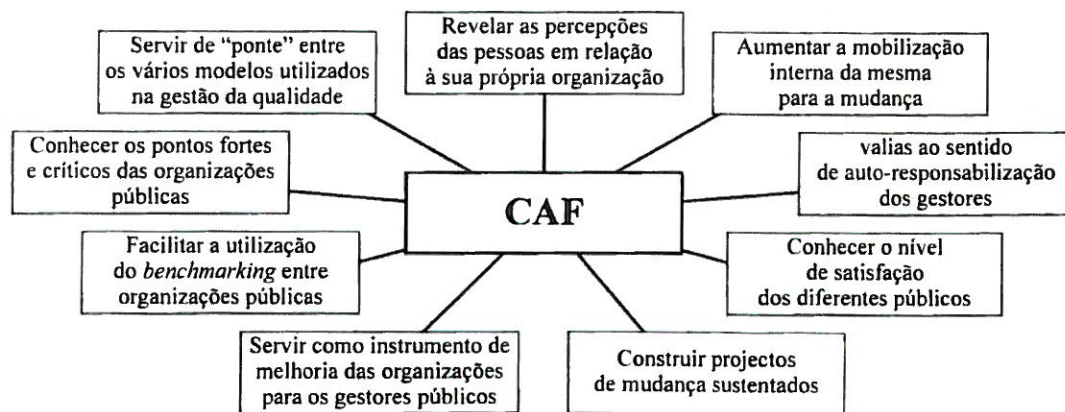 Revelar as percepções
das pessoas em relação
à sua própria organização
Servir de “ponte” entre
os vários modelos utilizados
na gestão da qualidade
Aumentar a mobilização
interna da mesma
para a mudança
Conhecer os pontos fortes
e críticos das organizações
públicas
valias ao sentido
de auto-responsabilização
dos gestores
CAF
Facilitar a utilização
do benchmarking entre
organizações públicas
Conhecer o nível
de satisfação
dos diferentes públicos
Servir como instrumento de
melhoria das organizações
para os gestores públicos
Construir projectos
de mudança sustentados